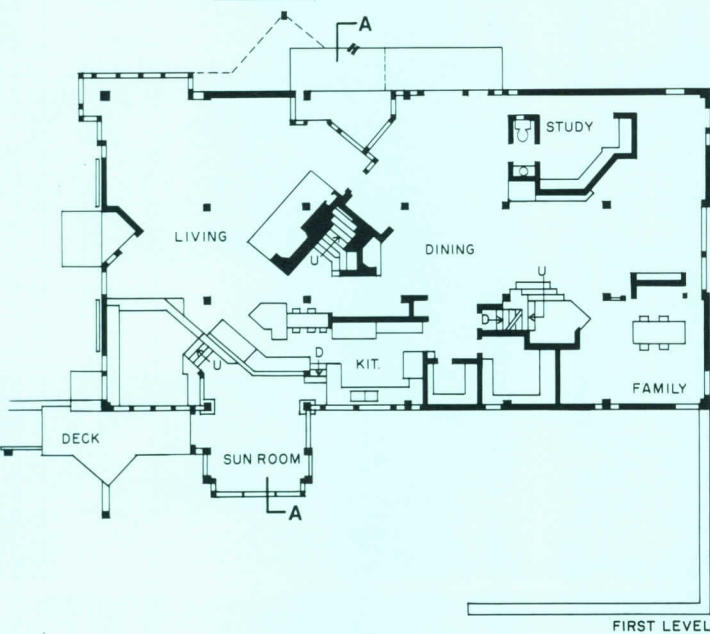 A
STUDY
LIVING
U
DINING
U
D
U
D
KIT.
FAMILY
DECK
SUN ROOM
A
FIRST LEVEL